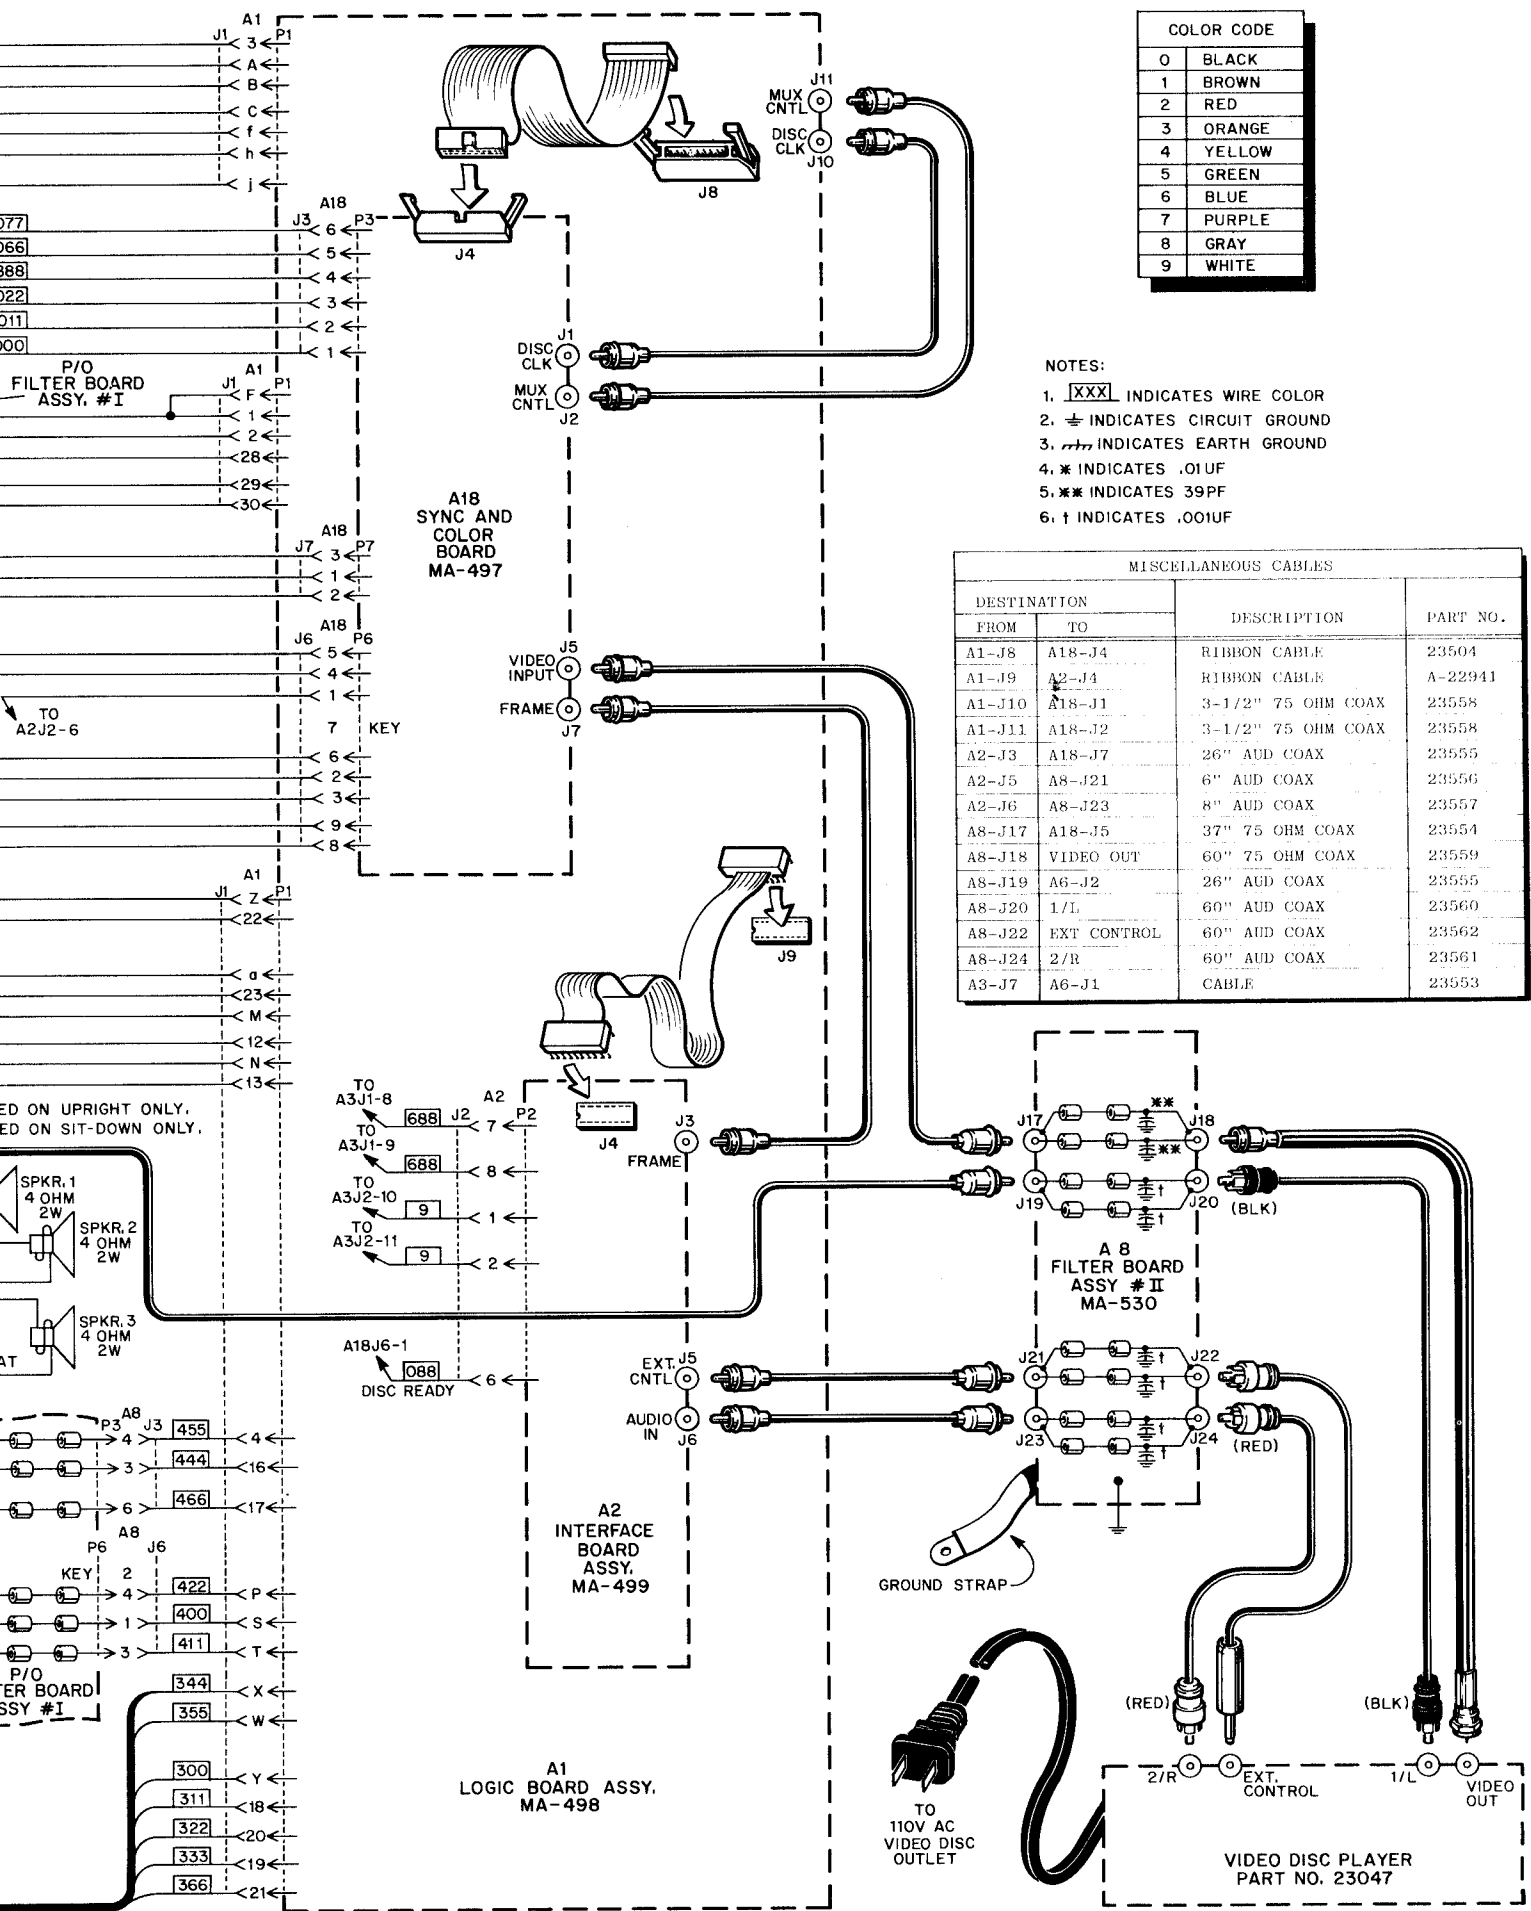 A1
J1 3 P1
A
B
C
f
h
j
A18
J3 6 P3
5
4
3
2
1
077
066
888
022
011
000
P/O
FILTER BOARD
ASSY. #I
A1
J1 F P1
1
2
28
29
30
A18
J7 3 P7
1
2
A18
J6 5 P6
4
1
7 KEY
6
2
3
9
8
TO
A2J2-6
A1
J1 Z P1
22
a
23
M
12
N
13
ED ON UPRIGHT ONLY.
ED ON SIT-DOWN ONLY.
SPKR. 1
4 OHM
2W
SPKR. 2
4 OHM
2W
SPKR. 3
4 OHM
2W
AT
A8
P3 4 J3 455 4
3 444 16
6 466 17
A8
P6 J6
KEY 2
4 422 P
1 400 S
3 411 T
P/O
TER BOARD
SSY #I
344 X
355 W
300 Y
311 18
322 20
333 19
366 21
J4
J8
J11
MUX
CNTL
DISC
CLK
J10
J1
DISC
CLK
MUX
CNTL
J2
A18
SYNC AND
COLOR
BOARD
MA-497
J5
VIDEO
INPUT
FRAME
J7
J9
TO
A3J1-8
688 J2 7 A2 P2
TO
A3J1-9
688 8
TO
A3J2-10
9 1
TO
A3J2-11
9 2
A18J6-1
088 6
DISC READY
J4
J3
FRAME
EXT. J5
CNTL
AUDIO
IN
J6
A2
INTERFACE
BOARD
ASSY.
MA-499
A1
LOGIC BOARD ASSY.
MA-498
COLOR CODE
0 BLACK
1 BROWN
2 RED
3 ORANGE
4 YELLOW
5 GREEN
6 BLUE
7 PURPLE
8 GRAY
9 WHITE
NOTES:
1. XXX INDICATES WIRE COLOR
2. ⏚ INDICATES CIRCUIT GROUND
3. INDICATES EARTH GROUND
4. * INDICATES .01UF
5. ** INDICATES 39PF
6. † INDICATES .001UF
MISCELLANEOUS CABLES
DESTINATION
FROM TO DESCRIPTION PART NO.
A1-J8 A18-J4 RIBBON CABLE 23504
A1-J9 A2-J4 RIBBON CABLE A-22941
A1-J10 A18-J1 3-1/2" 75 OHM COAX 23558
A1-J11 A18-J2 3-1/2" 75 OHM COAX 23558
A2-J3 A18-J7 26" AUD COAX 23555
A2-J5 A8-J21 6" AUD COAX 23556
A2-J6 A8-J23 8" AUD COAX 23557
A8-J17 A18-J5 37" 75 OHM COAX 23554
A8-J18 VIDEO OUT 60" 75 OHM COAX 23559
A8-J19 A6-J2 26" AUD COAX 23555
A8-J20 1/L 60" AUD COAX 23560
A8-J22 EXT CONTROL 60" AUD COAX 23562
A8-J24 2/R 60" AUD COAX 23561
A3-J7 A6-J1 CABLE 23553
**
J17 J18
**
†
J19 J20
†
(BLK)
A 8
FILTER BOARD
ASSY #II
MA-530
†
J21 J22
†
†
J23 J24
†
(RED)
GROUND STRAP
(RED)
(BLK)
2/R
EXT.
CONTROL
1/L
VIDEO
OUT
TO
110V AC
VIDEO DISC
OUTLET
VIDEO DISC PLAYER
PART NO. 23047